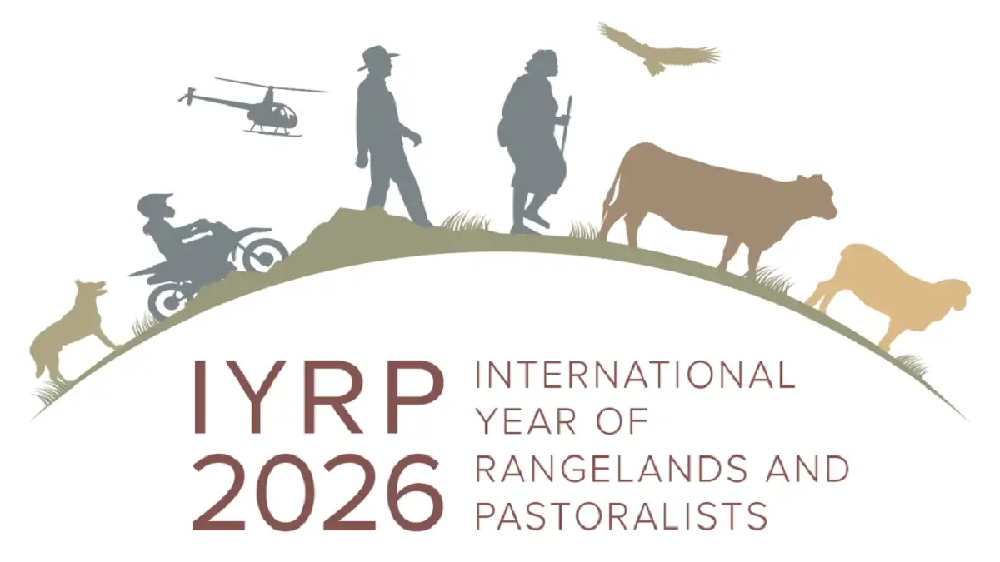 IYRP
2026
INTERNATIONAL
YEAR OF
RANGELANDS AND
PASTORALISTS